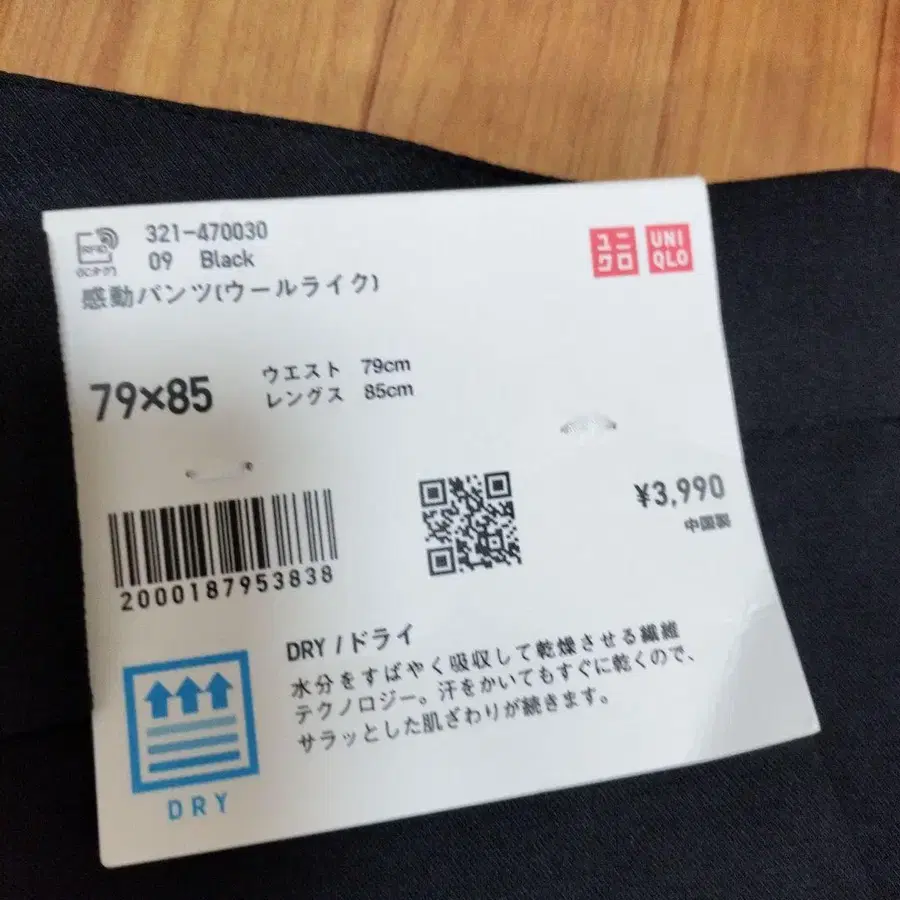 321-470030
09 Black
感動パンツ(ウールライク)
ユニ
クロ
UNI
QLO
RFID
79×85
ウエスト 79cm
レングス 85cm
¥3,990
中国製
2000187953838
DRY / ドライ
水分をすばやく吸収して乾燥させる繊維
テクノロジー。汗をかいてもすぐに乾くので、
サラッとした肌ざわりが続きます。
DRY